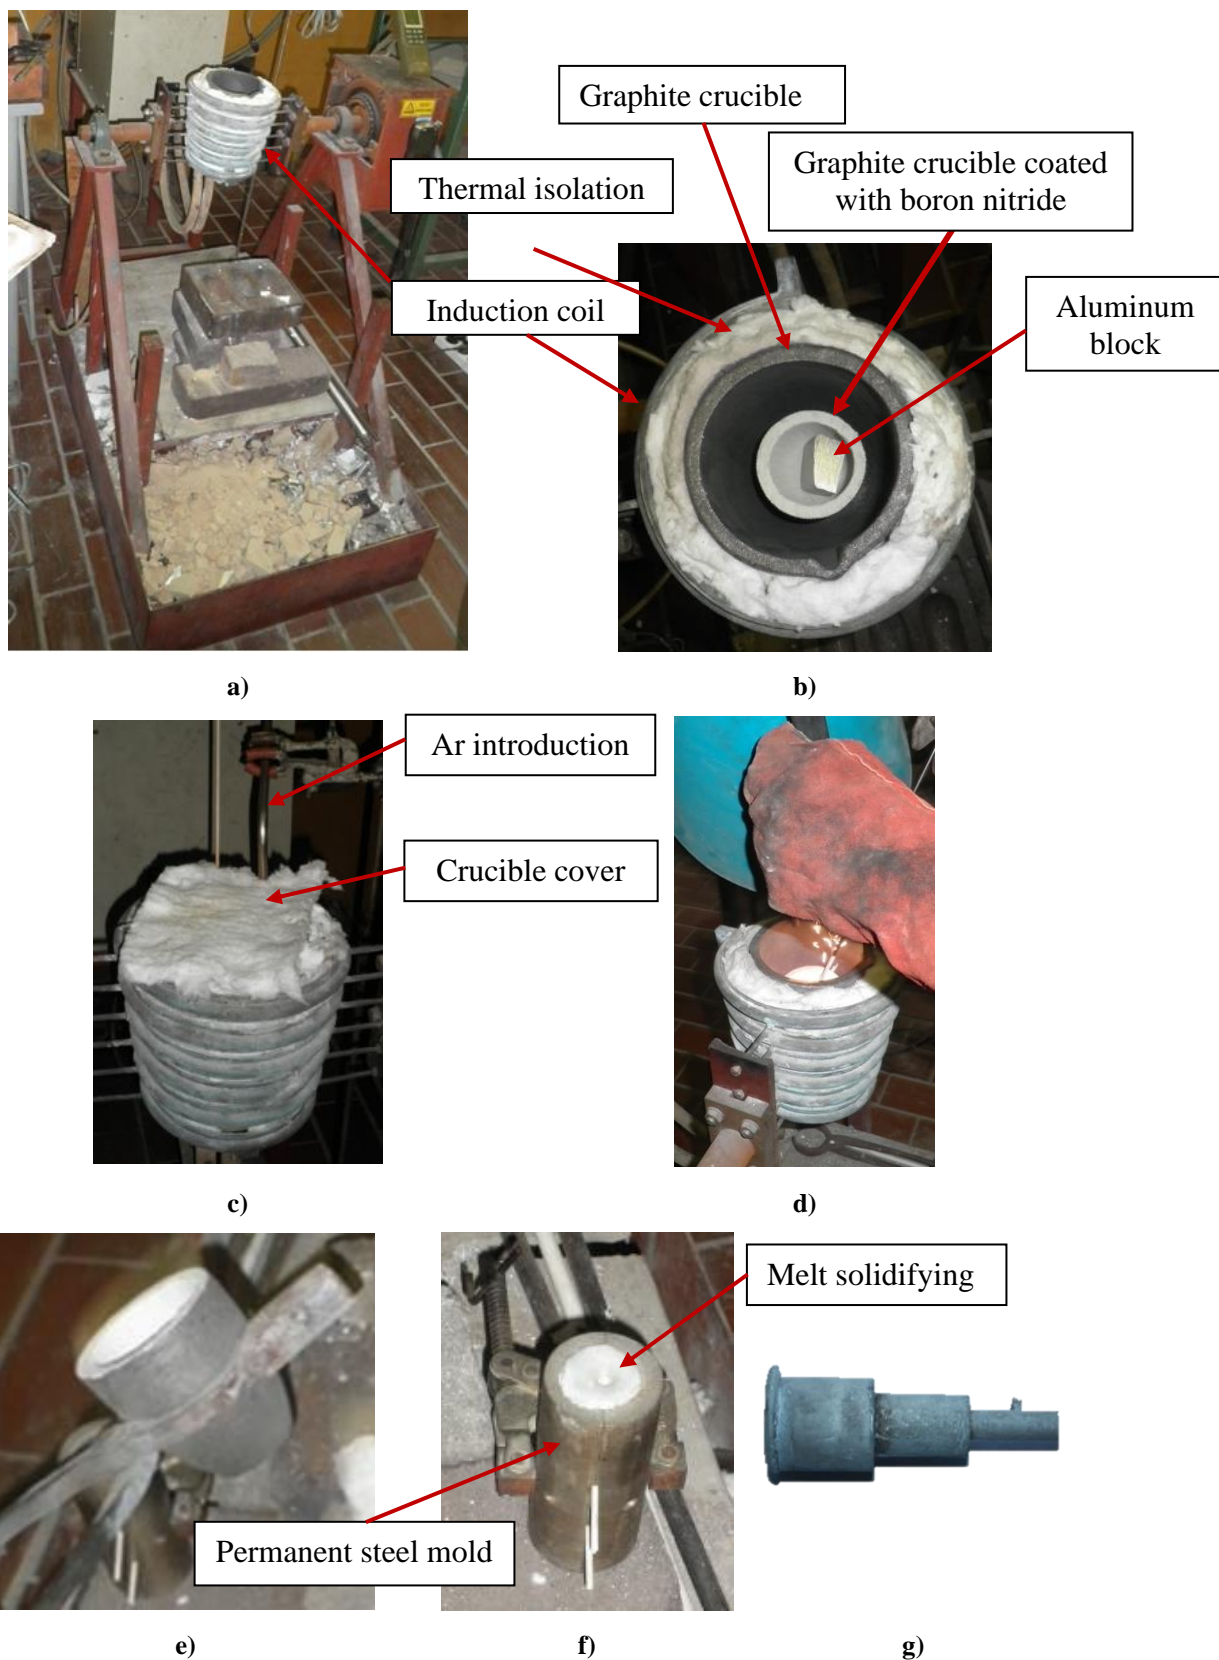 Graphite crucible
Graphite crucible coated
with boron nitride
Thermal isolation
Induction coil
Aluminum
block
a)
b)
Ar introduction
Crucible cover
c)
d)
Melt solidifying
Permanent steel mold
e)
f)
g)